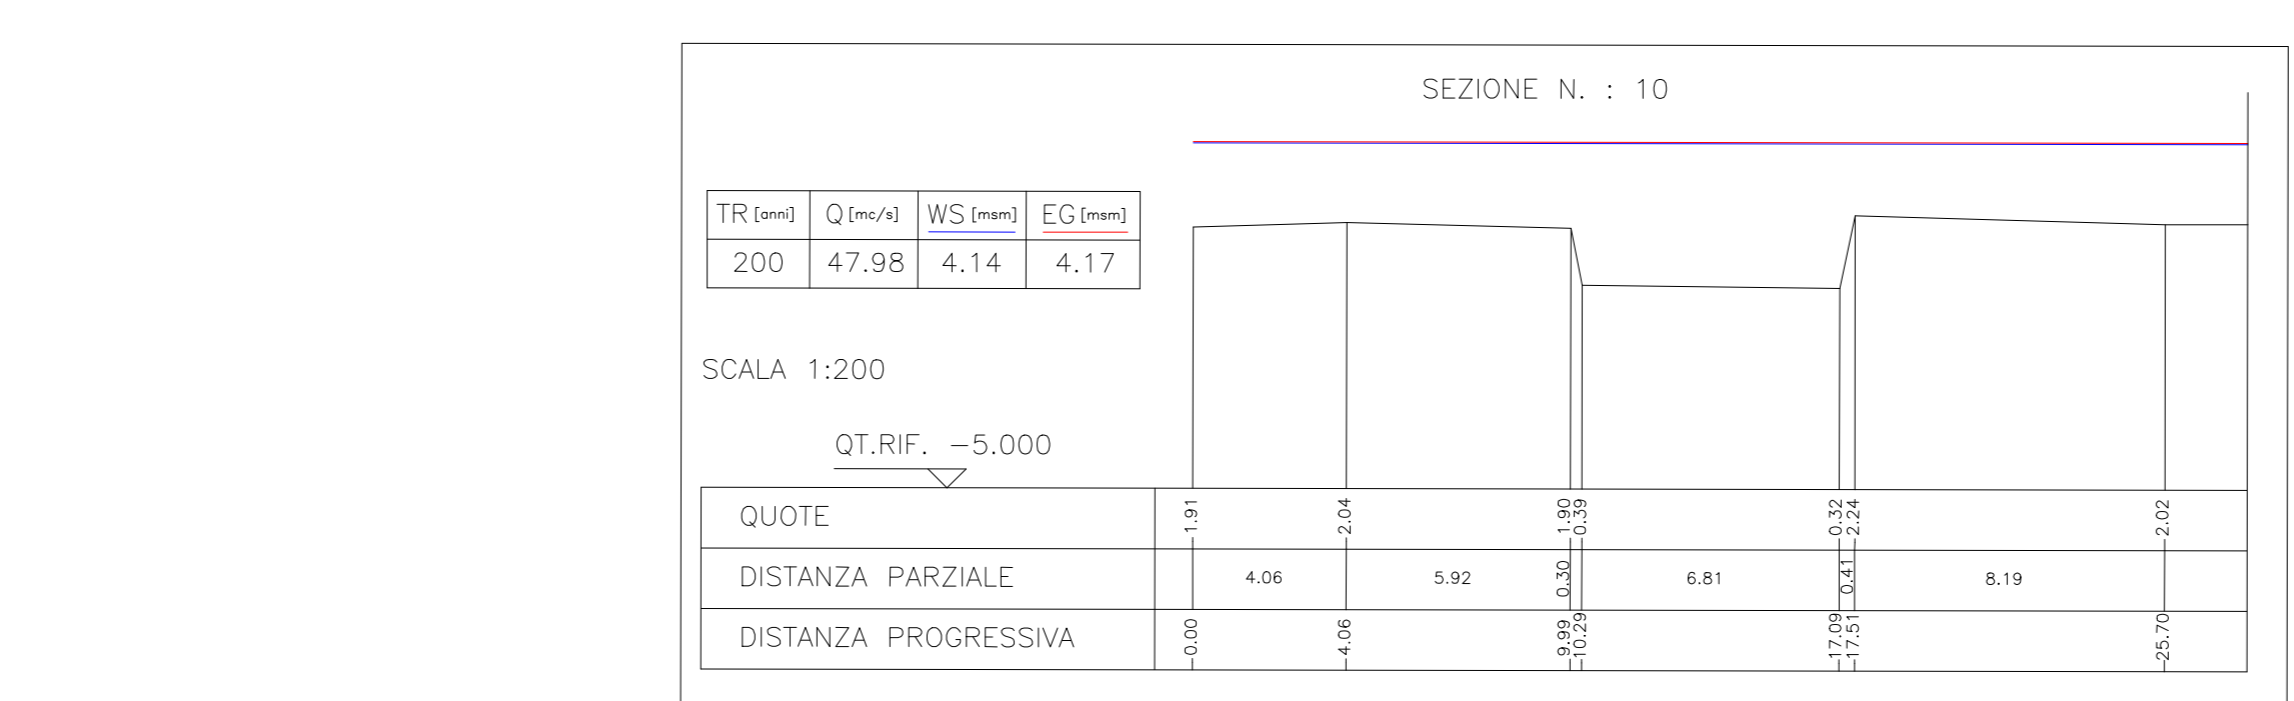 SEZIONE N. : 10
TR [anni] Q [mc/s] WS [msm] EG [msm]
200 47.98 4.14 4.17
SCALA 1:200
QT.RIF. -5.000
QUOTE 1.91 2.04 1.90 0.39 0.32 2.24 2.02
DISTANZA PARZIALE 4.06 5.92 0.30 6.81 0.41 8.19
DISTANZA PROGRESSIVA 0.00 4.06 9.99 10.29 17.09 17.51 25.70